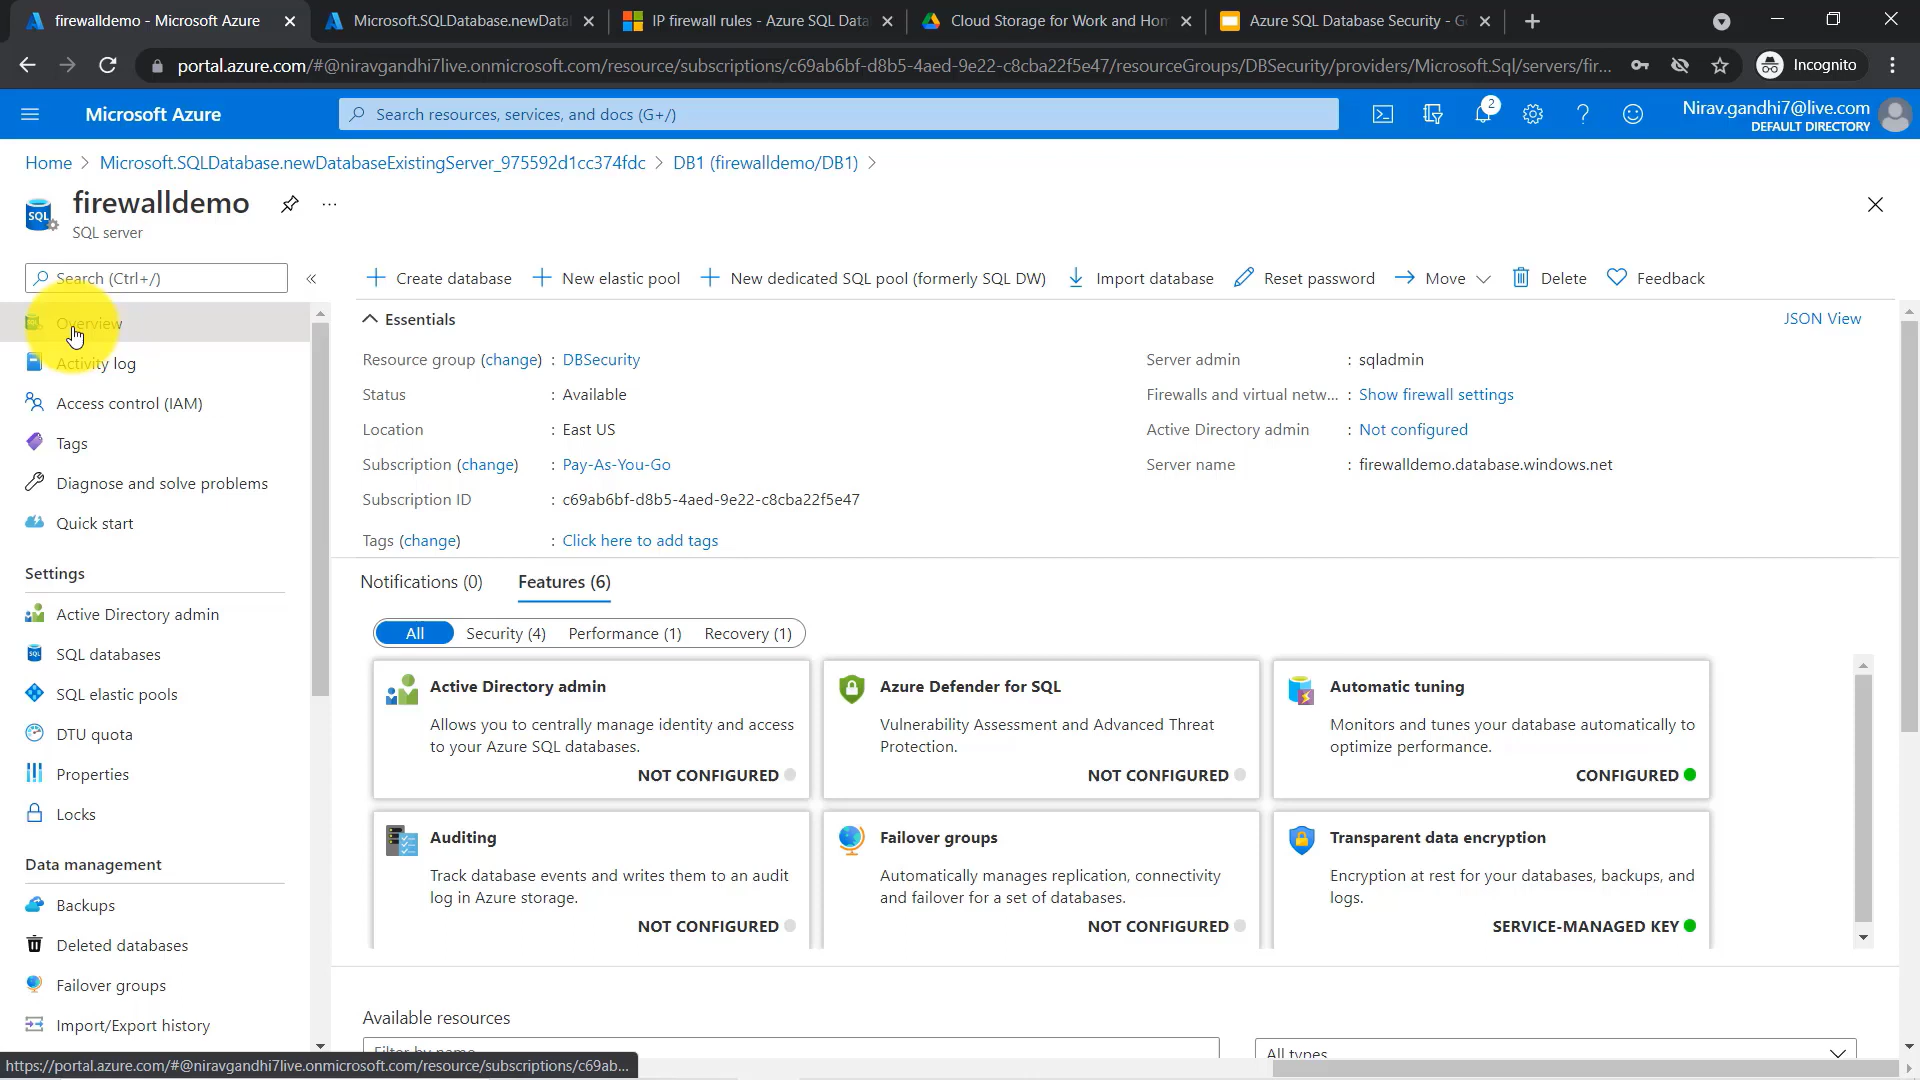 firewalldemo - Microsoft Azure
Microsoft.SQLDatabase.newDatab
IP firewall rules - Azure SQL Data
Cloud Storage for Work and Hom
Azure SQL Database Security - G
portal.azure.com/#@niravgandhi7live.onmicrosoft.com/resource/subscriptions/c69ab6bf-d8b5-4aed-9e22-c8cba22f5e47/resourceGroups/DBSecurity/providers/Microsoft.Sql/servers/fir...
Incognito
Microsoft Azure
Search resources, services, and docs (G+/)
2
Nirav.gandhi7@live.com
DEFAULT DIRECTORY
Home > Microsoft.SQLDatabase.newDatabaseExistingServer_975592d1cc374fdc > DB1 (firewalldemo/DB1) >
SQL
firewalldemo
...
SQL server
Search (Ctrl+/)
«
Overview
Activity log
Access control (IAM)
Tags
Diagnose and solve problems
Quick start
Settings
Active Directory admin
SQL databases
SQL elastic pools
DTU quota
Properties
Locks
Data management
Backups
Deleted databases
Failover groups
Import/Export history
Create database
New elastic pool
New dedicated SQL pool (formerly SQL DW)
Import database
Reset password
Move
Delete
Feedback
Essentials
JSON View
Resource group (change) : DBSecurity
Status : Available
Location : East US
Subscription (change) : Pay-As-You-Go
Subscription ID : c69ab6bf-d8b5-4aed-9e22-c8cba22f5e47
Tags (change) : Click here to add tags
Server admin : sqladmin
Firewalls and virtual netw... : Show firewall settings
Active Directory admin : Not configured
Server name : firewalldemo.database.windows.net
Notifications (0)
Features (6)
All
Security (4)
Performance (1)
Recovery (1)
Active Directory admin
Allows you to centrally manage identity and access
to your Azure SQL databases.
NOT CONFIGURED
Azure Defender for SQL
Vulnerability Assessment and Advanced Threat
Protection.
NOT CONFIGURED
Automatic tuning
Monitors and tunes your database automatically to
optimize performance.
CONFIGURED
Auditing
Track database events and writes them to an audit
log in Azure storage.
NOT CONFIGURED
Failover groups
Automatically manages replication, connectivity
and failover for a set of databases.
NOT CONFIGURED
Transparent data encryption
Encryption at rest for your databases, backups, and
logs.
SERVICE-MANAGED KEY
Available resources
Filter by name...
All types
https://portal.azure.com/#@niravgandhi7live.onmicrosoft.com/resource/subscriptions/c69ab...